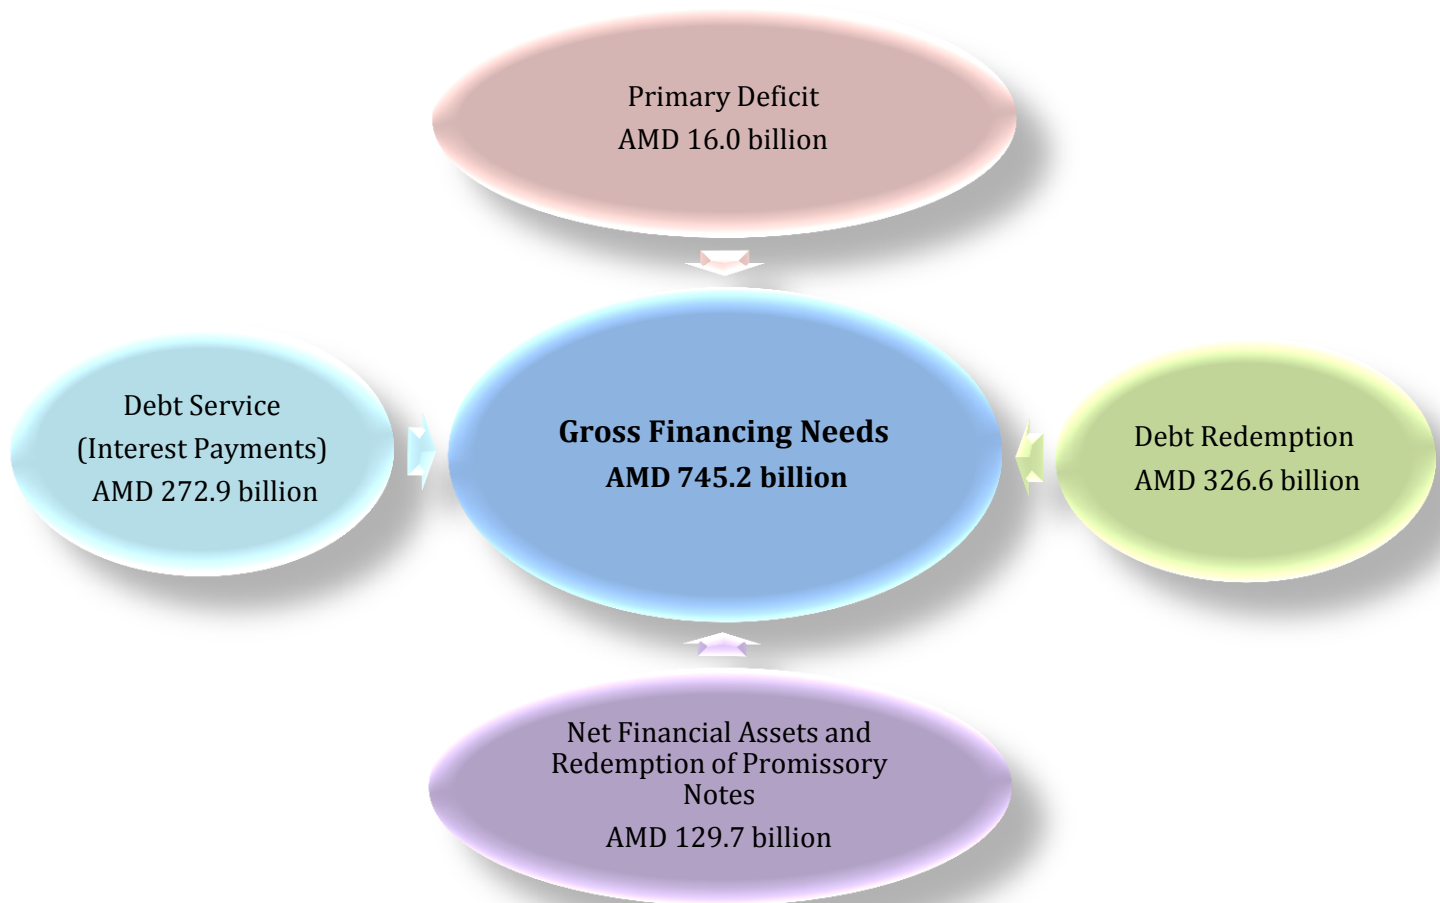 Primary Deficit
AMD 16.0 billion
Debt Service
(Interest Payments)
AMD 272.9 billion
Gross Financing Needs
AMD 745.2 billion
Debt Redemption
AMD 326.6 billion
Net Financial Assets and
Redemption of Promissory
Notes
AMD 129.7 billion